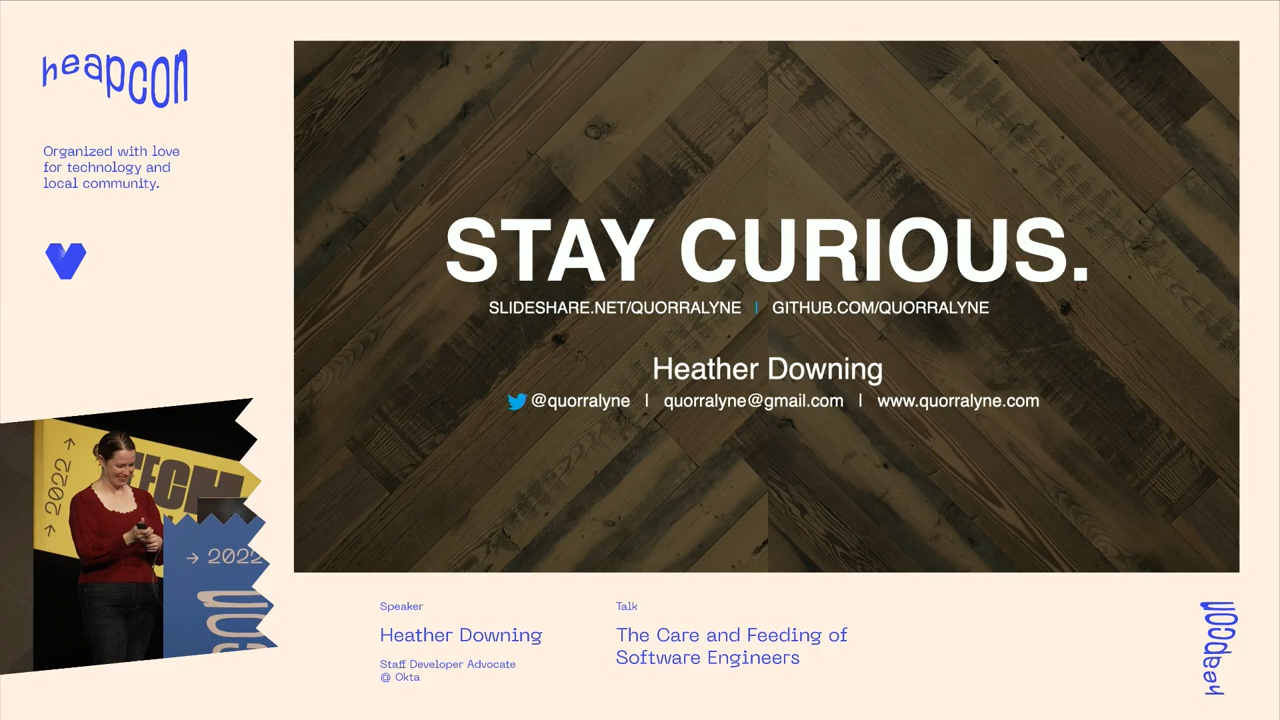 heapcon
Organized with love
for technology and
local community.
STAY CURIOUS.
SLIDESHARE.NET/QUORRALYNE | GITHUB.COM/QUORRALYNE
Heather Downing
@quorralyne | quorralyne@gmail.com | www.quorralyne.com
→ 2022 →
TECH
→ 2022
con
Speaker
Heather Downing
Staff Developer Advocate
@ Okta
Talk
The Care and Feeding of
Software Engineers
heapcon